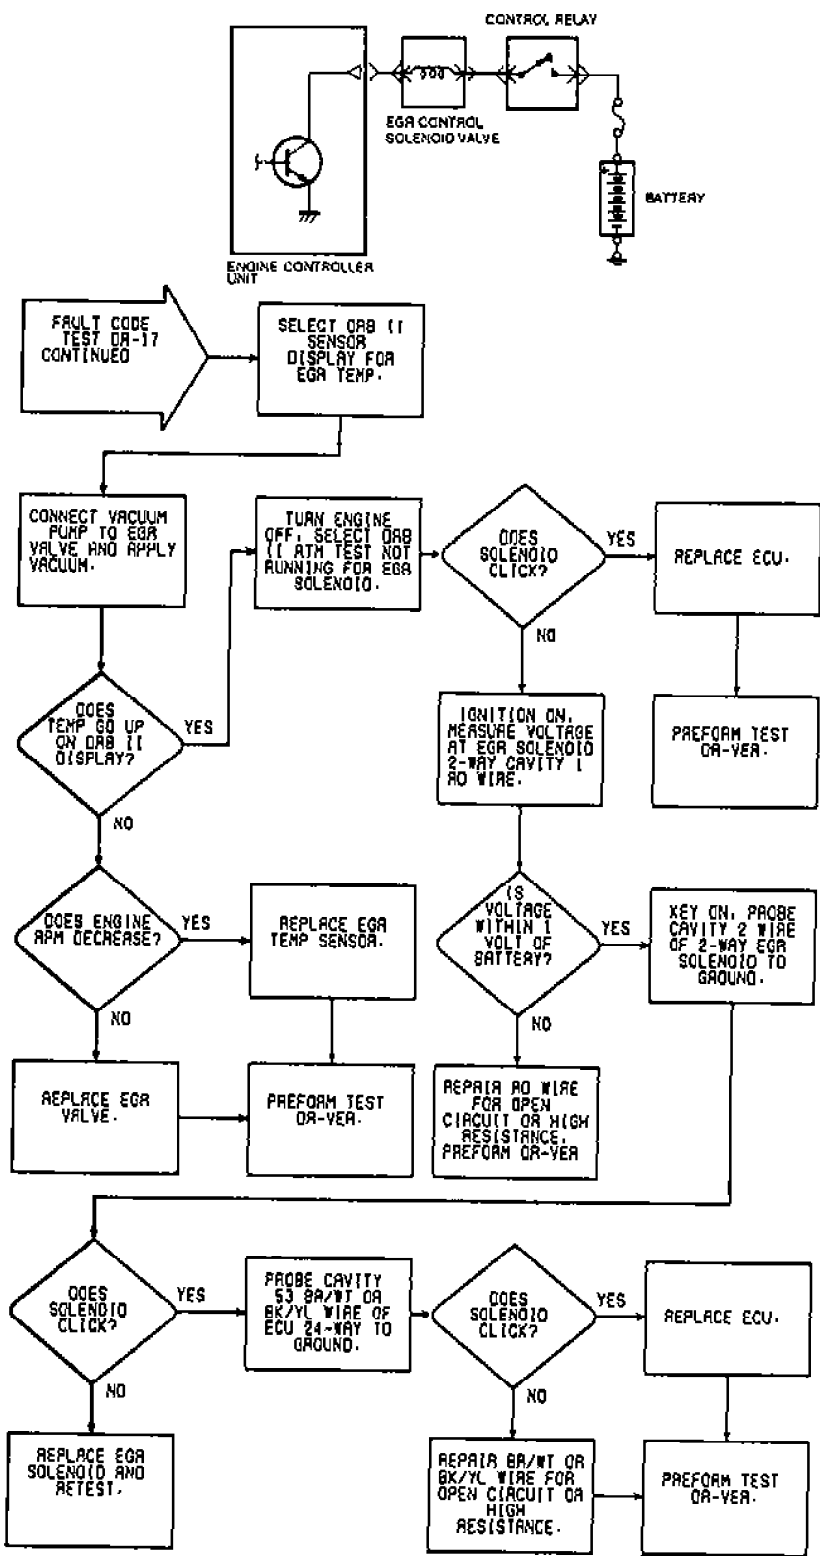 CONTROL RELAY
EGR CONTROL
SOLENOID VALVE
BATTERY
ENGINE CONTROLLER
UNIT
FAULT CODE
TEST DR-17
CONTINUED
SELECT DRB II
SENSOR
DISPLAY FOR
EGR TEMP.
CONNECT VACUUM
PUMP TO EGR
VALVE AND APPLY
VACUUM.
TURN ENGINE
OFF, SELECT DRB
II ATM TEST NOT
RUNNING FOR EGR
SOLENOID.
DOES
SOLENOID
CLICK?
YES
REPLACE ECU.
NO
DOES
TEMP GO UP
ON DRB II
DISPLAY?
YES
IGNITION ON,
MEASURE VOLTAGE
AT EGR SOLENOID
2-WAY CAVITY 1
RD WIRE.
PREFORM TEST
DR-VER.
NO
DOES ENGINE
RPM DECREASE?
YES
REPLACE EGR
TEMP SENSOR.
IS
VOLTAGE
WITHIN 1
VOLT OF
BATTERY?
YES
KEY ON, PROBE
CAVITY 2 WIRE
OF 2-WAY EGR
SOLENOID TO
GROUND.
NO
NO
REPLACE EGR
VALVE.
PREFORM TEST
DR-VER.
REPAIR RD WIRE
FOR OPEN
CIRCUIT OR HIGH
RESISTANCE,
PREFORM DR-VER
DOES
SOLENOID
CLICK?
YES
PROBE CAVITY
53 BR/WT OR
BK/YL WIRE OF
ECU 24-WAY TO
GROUND.
DOES
SOLENOID
CLICK?
YES
REPLACE ECU.
NO
NO
REPLACE EGR
SOLENOID AND
RETEST.
REPAIR BR/WT OR
BK/YL WIRE FOR
OPEN CIRCUIT OR
HIGH
RESISTANCE.
PREFORM TEST
DR-VER.